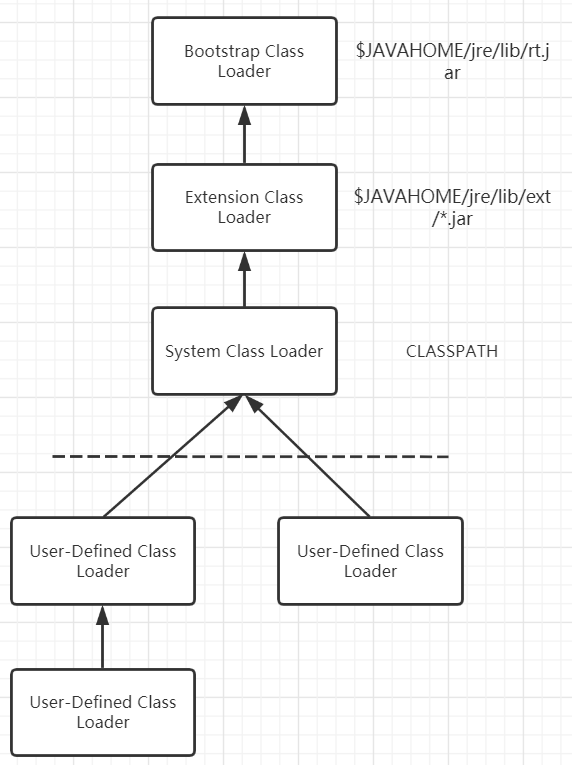 Bootstrap Class
Loader
$JAVAHOME/jre/lib/rt.j
ar
Extension Class
Loader
$JAVAHOME/jre/lib/ext
/*.jar
System Class Loader
CLASSPATH
User-Defined Class
Loader
User-Defined Class
Loader
User-Defined Class
Loader